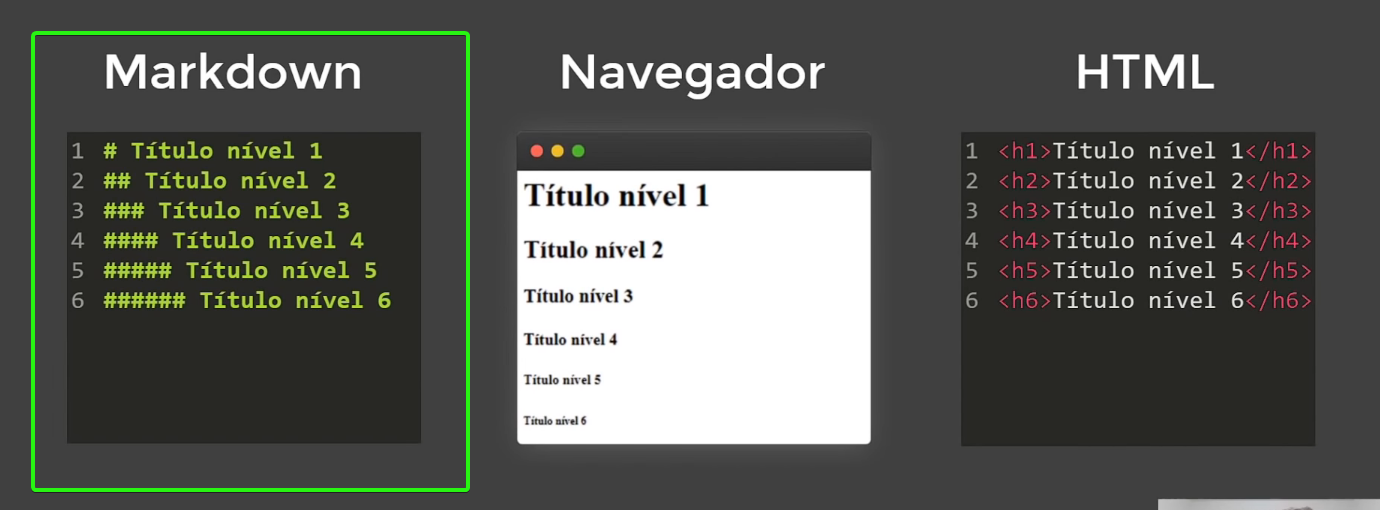 Markdown
1 # Título nível 1
2 ## Título nível 2
3 ### Título nível 3
4 #### Título nível 4
5 ##### Título nível 5
6 ###### Título nível 6
Navegador
Título nível 1
Título nível 2
Título nível 3
Título nível 4
Título nível 5
Título nível 6
HTML
1 <h1>Título nível 1</h1>
2 <h2>Título nível 2</h2>
3 <h3>Título nível 3</h3>
4 <h4>Título nível 4</h4>
5 <h5>Título nível 5</h5>
6 <h6>Título nível 6</h6>